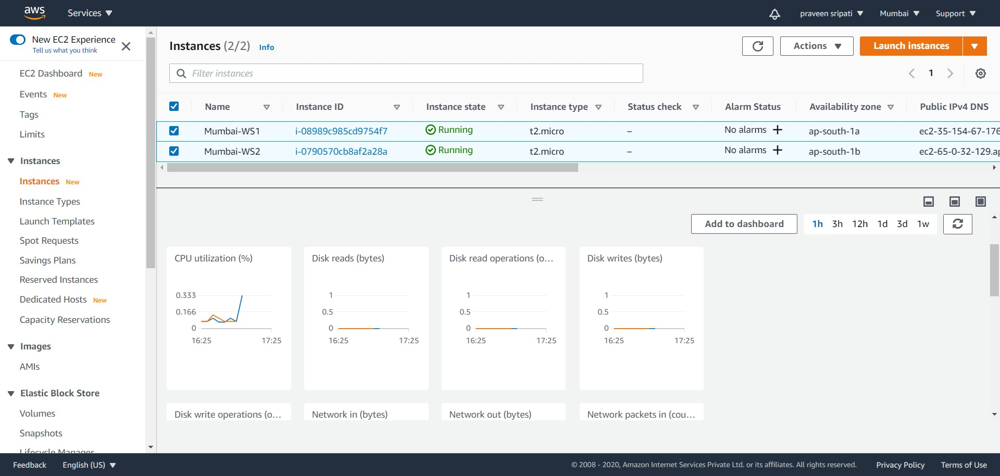 aws Services praveen sripati Mumbai Support
New EC2 Experience
Tell us what you think
EC2 Dashboard New
Events New
Tags
Limits
Instances
Instances New
Instance Types
Launch Templates
Spot Requests
Savings Plans
Reserved Instances
Dedicated Hosts New
Capacity Reservations
Images
AMIs
Elastic Block Store
Volumes
Snapshots
Lifecycle Manager
Instances (2/2) Info
Actions Launch instances
Filter instances
1
Name Instance ID Instance state Instance type Status check Alarm Status Availability zone Public IPv4 DNS
Mumbai-WS1 i-08989c985cd9754f7 Running t2.micro – No alarms + ap-south-1a ec2-35-154-67-176
Mumbai-WS2 i-0790570cb8af2a28a Running t2.micro – No alarms + ap-south-1b ec2-65-0-32-129.ap
Add to dashboard 1h 3h 12h 1d 3d 1w
CPU utilization (%)
0.333
0.166
0
16:25 17:25
Disk reads (bytes)
1
0.5
0
16:25 17:25
Disk read operations (o…
1
0.5
0
16:25 17:25
Disk writes (bytes)
1
0.5
0
16:25 17:25
Disk write operations (o…
Network in (bytes)
Network out (bytes)
Network packets in (cou…
Feedback English (US) © 2008 - 2020, Amazon Internet Services Private Ltd. or its affiliates. All rights reserved. Privacy Policy Terms of Use